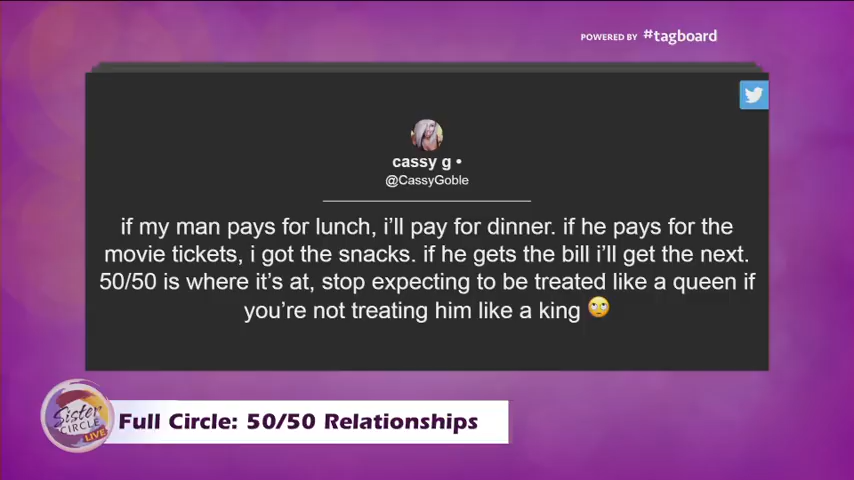 POWERED BY #tagboard
cassy g •
@CassyGoble
if my man pays for lunch, i'll pay for dinner. if he pays for the
movie tickets, i got the snacks. if he gets the bill i'll get the next.
50/50 is where it's at, stop expecting to be treated like a queen if
you're not treating him like a king 🙄
Sister
CIRCLE
LIVE
Full Circle: 50/50 Relationships